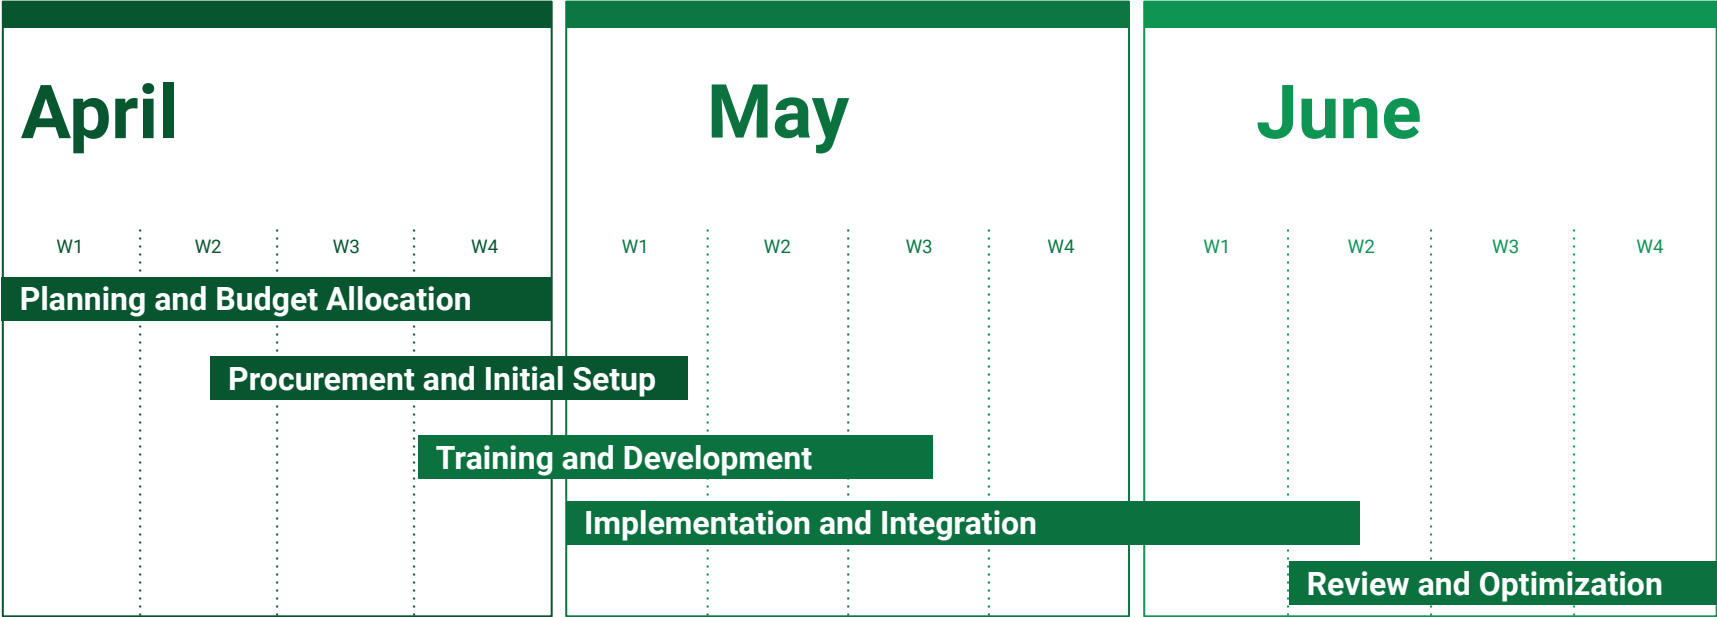 April
May
June
W1 W2 W3 W4 W1 W2 W3 W4 W1 W2 W3 W4
Planning and Budget Allocation
Procurement and Initial Setup
Training and Development
Implementation and Integration
Review and Optimization